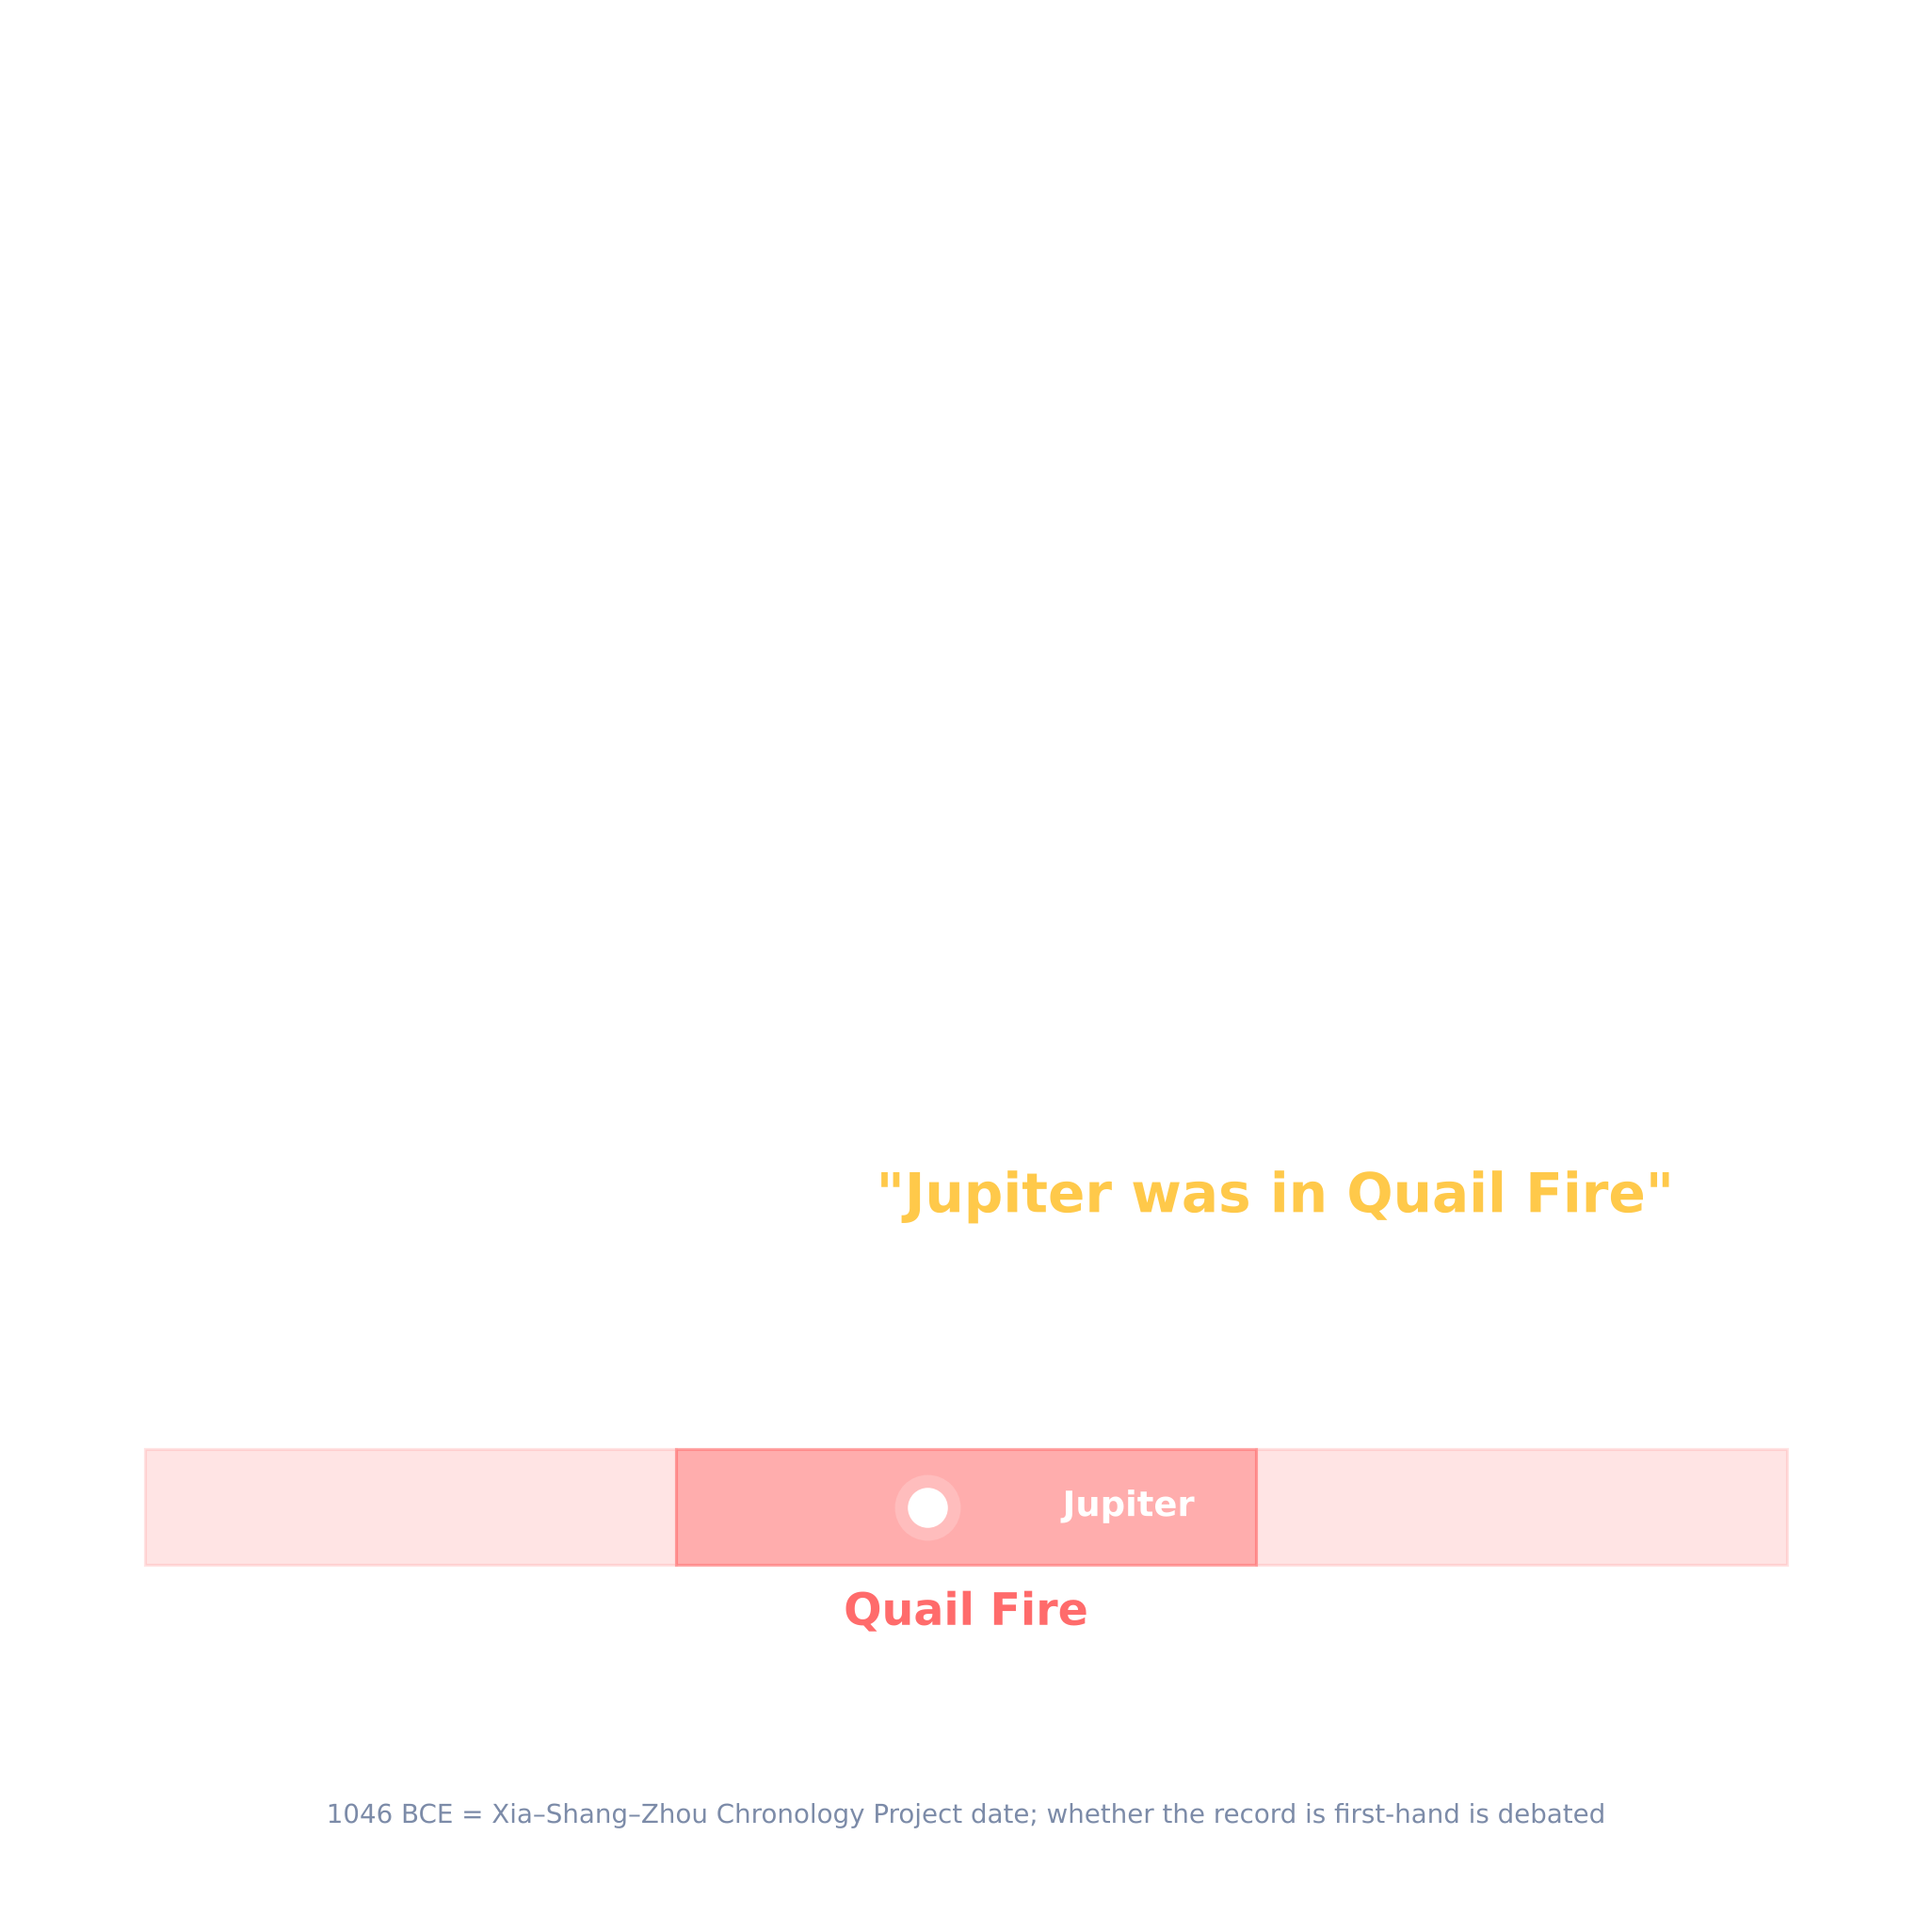 "Jupiter was in Quail Fire"
Jupiter
Quail Fire
1046 BCE = Xia–Shang–Zhou Chronology Project date; whether the record is first-hand is debated